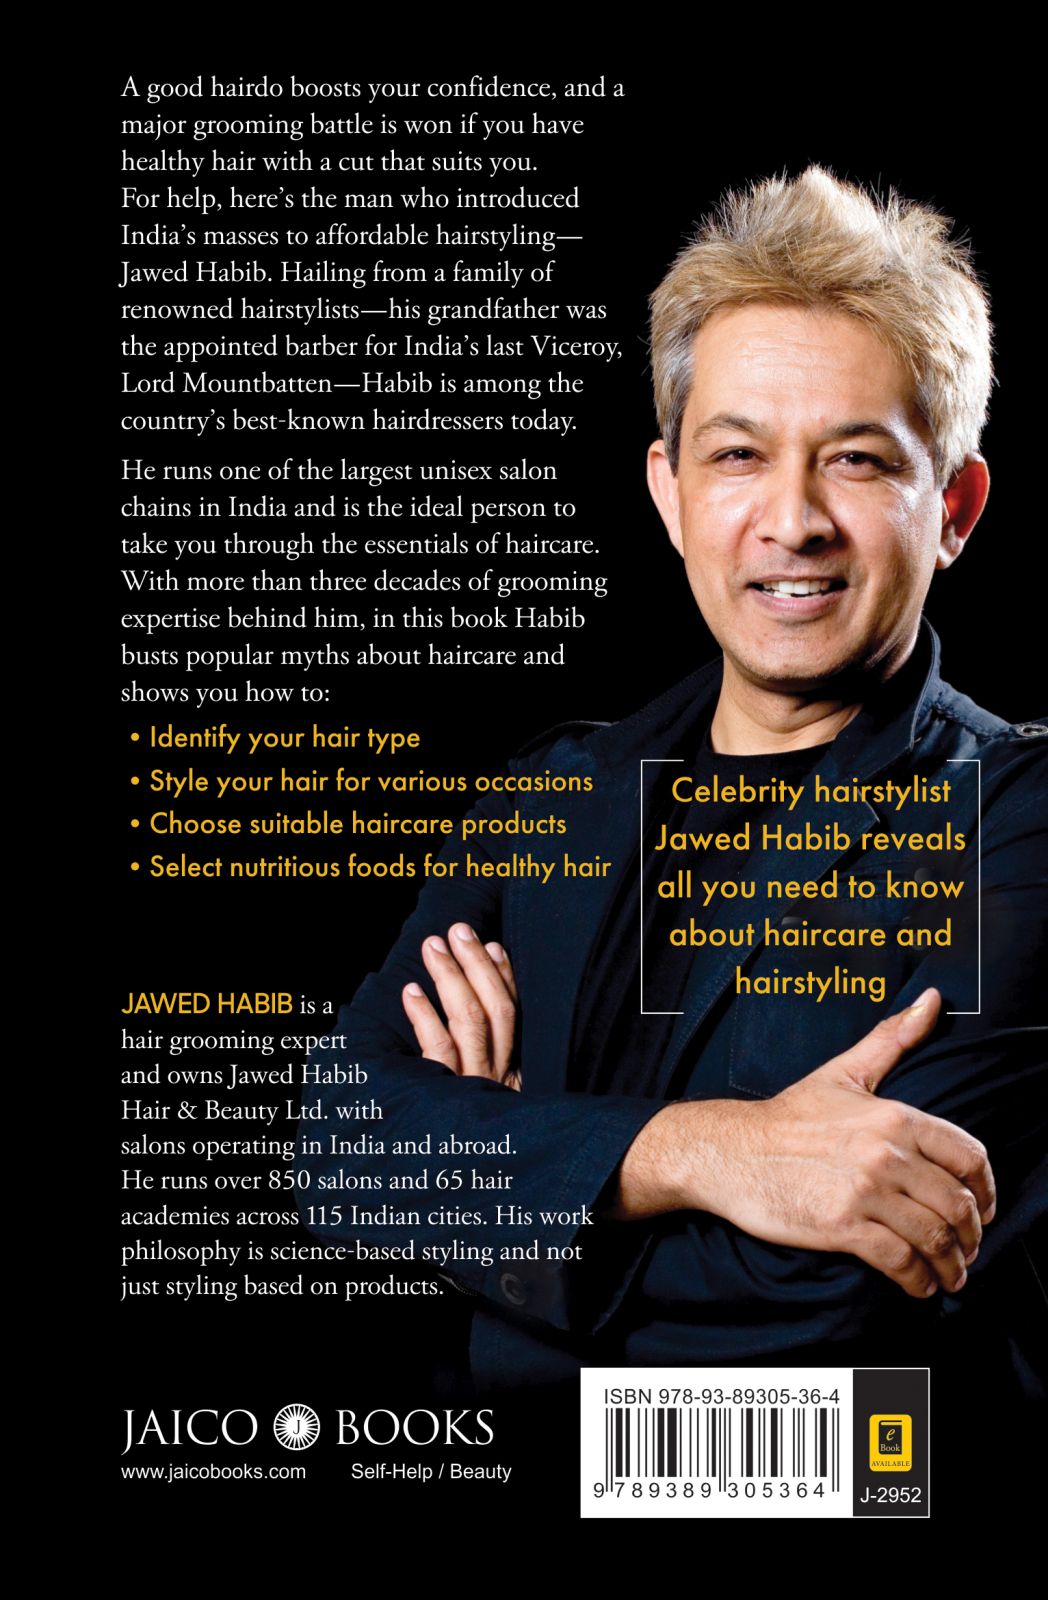 A good hairdo boosts your confidence, and a
major grooming battle is won if you have
healthy hair with a cut that suits you.
For help, here’s the man who introduced
India’s masses to affordable hairstyling—
Jawed Habib. Hailing from a family of
renowned hairstylists—his grandfather was
the appointed barber for India’s last Viceroy,
Lord Mountbatten—Habib is among the
country’s best-known hairdressers today.
He runs one of the largest unisex salon
chains in India and is the ideal person to
take you through the essentials of haircare.
With more than three decades of grooming
expertise behind him, in this book Habib
busts popular myths about haircare and
shows you how to:
• Identify your hair type
• Style your hair for various occasions
• Choose suitable haircare products
• Select nutritious foods for healthy hair
Celebrity hairstylist
Jawed Habib reveals
all you need to know
about haircare and
hairstyling
JAWED HABIB is a
hair grooming expert
and owns Jawed Habib
Hair & Beauty Ltd. with
salons operating in India and abroad.
He runs over 850 salons and 65 hair
academies across 115 Indian cities. His work
philosophy is science-based styling and not
just styling based on products.
JAICO J BOOKS
www.jaicobooks.com Self-Help / Beauty
ISBN 978-93-89305-36-4
9 789389 305364
e
Book
AVAILABLE
J-2952